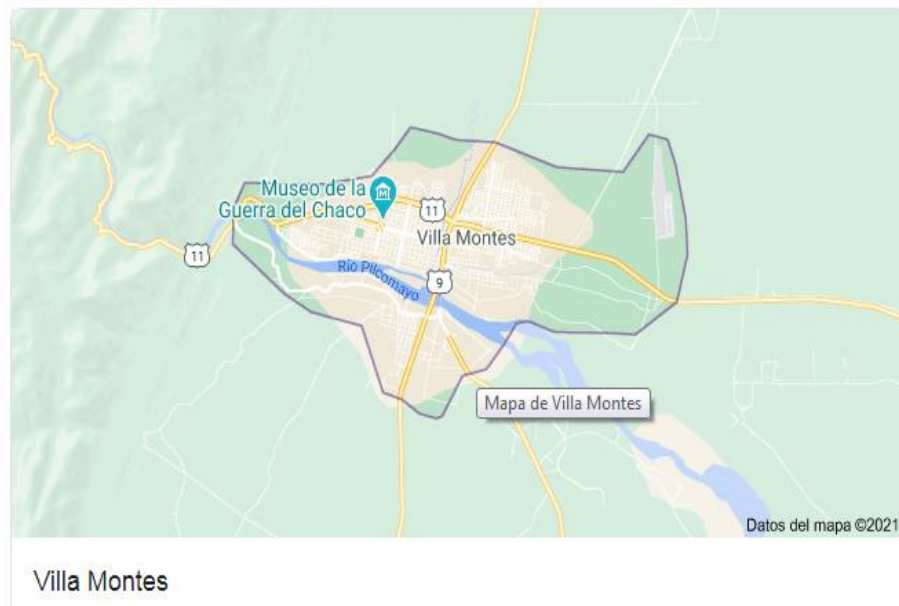 Museo de la
Guerra del Chaco
11
Villa Montes
11
Río Pilcomayo
9
Mapa de Villa Montes
Datos del mapa ©2021
Villa Montes